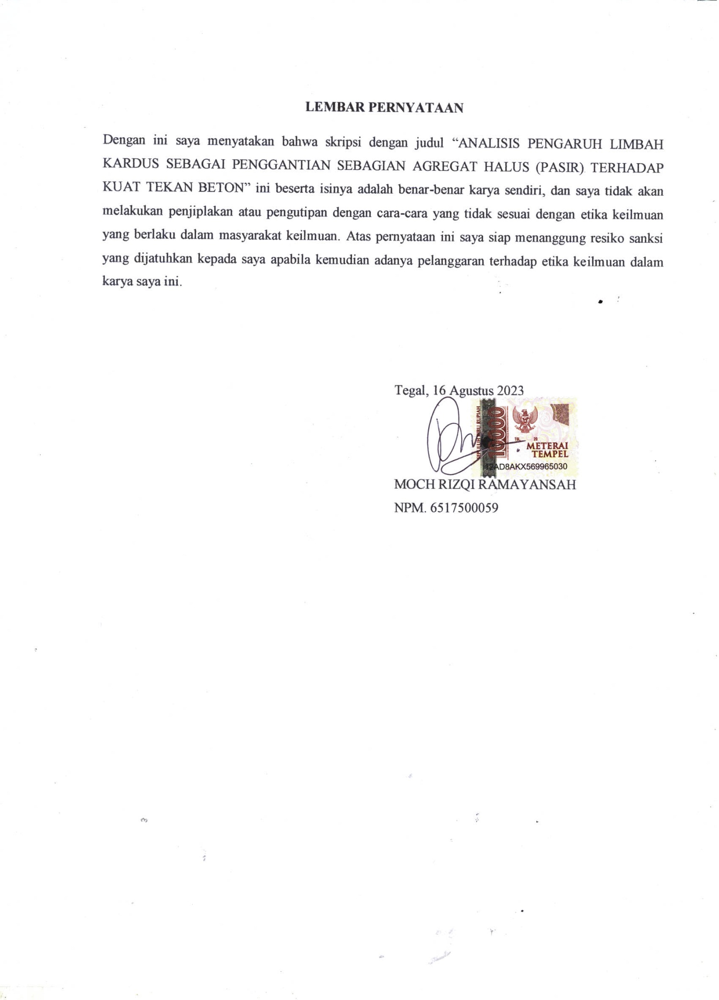 LEMBAR PERNYATAAN
Dengan ini saya menyatakan bahwa skripsi dengan judul “ANALISIS PENGARUH LIMBAH
KARDUS SEBAGAI PENGGANTIAN SEBAGIAN AGREGAT HALUS (PASIR) TERHADAP
KUAT TEKAN BETON” ini beserta isinya adalah benar-benar karya sendiri, dan saya tidak akan
melakukan penjiplakan atau pengutipan dengan cara-cara yang tidak sesuai dengan etika keilmuan
yang berlaku dalam masyarakat keilmuan. Atas pernyataan ini saya siap menanggung resiko sanksi
yang dijatuhkan kepada saya apabila kemudian adanya pelanggaran terhadap etika keilmuan dalam
karya saya ini.
Tegal, 16 Agustus 2023
SEPULUH RIBU RUPIAH
10000
TGL. 20
METERAI
TEMPEL
12AD8AKX569965030
MOCH RIZQI RAMAYANSAH
NPM. 6517500059